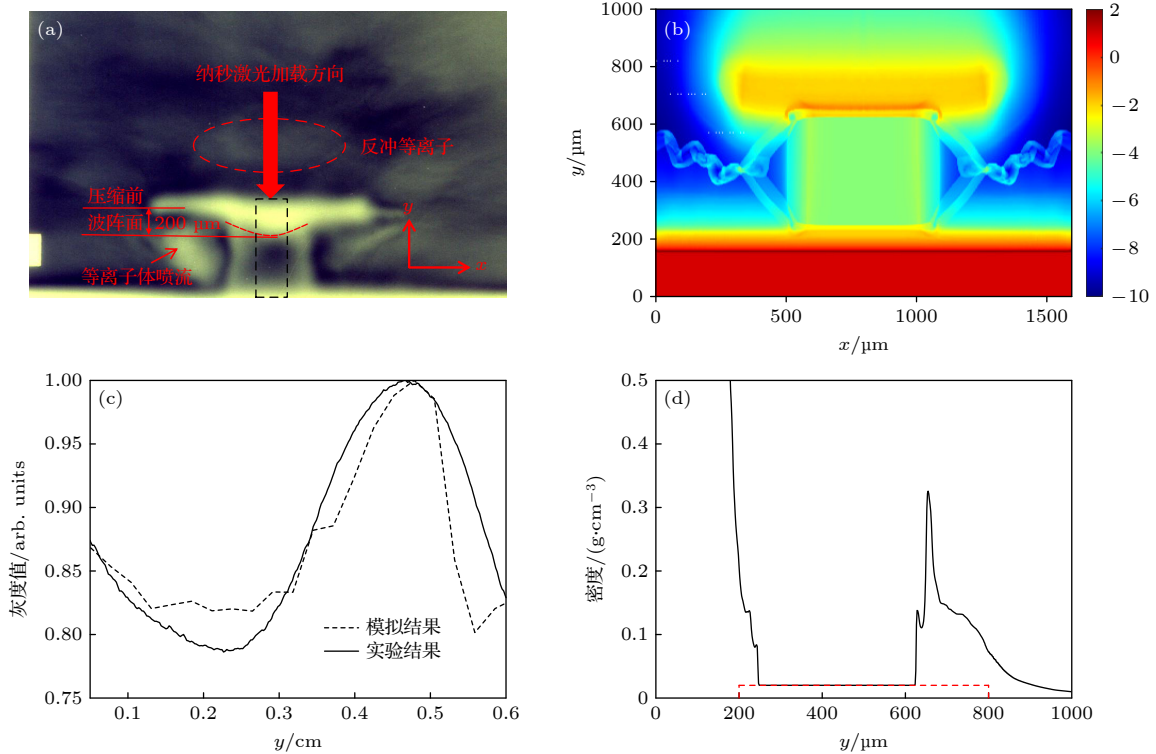 (a)
纳秒激光加载方向
反冲等离子
压缩前
波阵面
200 μm
等离子体喷流
y
x
(b)
1000
800
600
400
200
0
y/μm
0
500
1000
1500
x/μm
2
0
−2
−4
−6
−8
−10
(c)
1.00
0.95
0.90
0.85
0.80
0.75
灰度值/arb. units
模拟结果
实验结果
0.1
0.2
0.3
0.4
0.5
0.6
y/cm
(d)
0.5
0.4
0.3
0.2
0.1
0
密度/(g·cm−3)
0
200
400
600
800
1000
y/μm